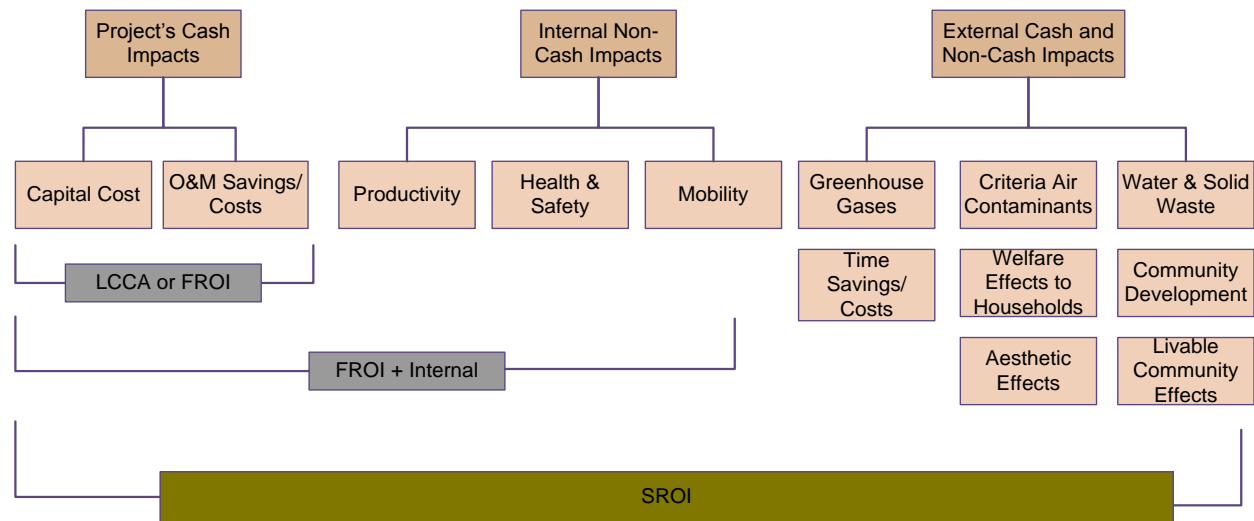 Project's Cash
Impacts
Internal Non-
Cash Impacts
External Cash and
Non-Cash Impacts
Capital Cost
O&M Savings/
Costs
Productivity
Health &
Safety
Mobility
Greenhouse
Gases
Criteria Air
Contaminants
Water & Solid
Waste
LCCA or FROI
Time
Savings/
Costs
Welfare
Effects to
Households
Community
Development
FROI + Internal
Aesthetic
Effects
Livable
Community
Effects
SROI